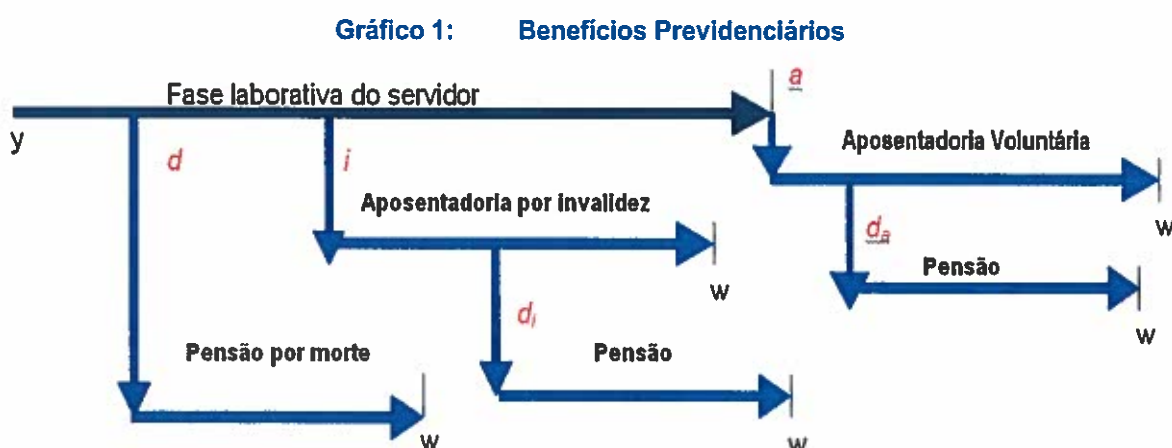 Gráfico 1: Benefícios Previdenciários
a
Fase laborativa do servidor
y
d
i
Aposentadoria Voluntária
Aposentadoria por invalidez
w
da
Pensão
w
di
w
Pensão por morte
Pensão
w
w